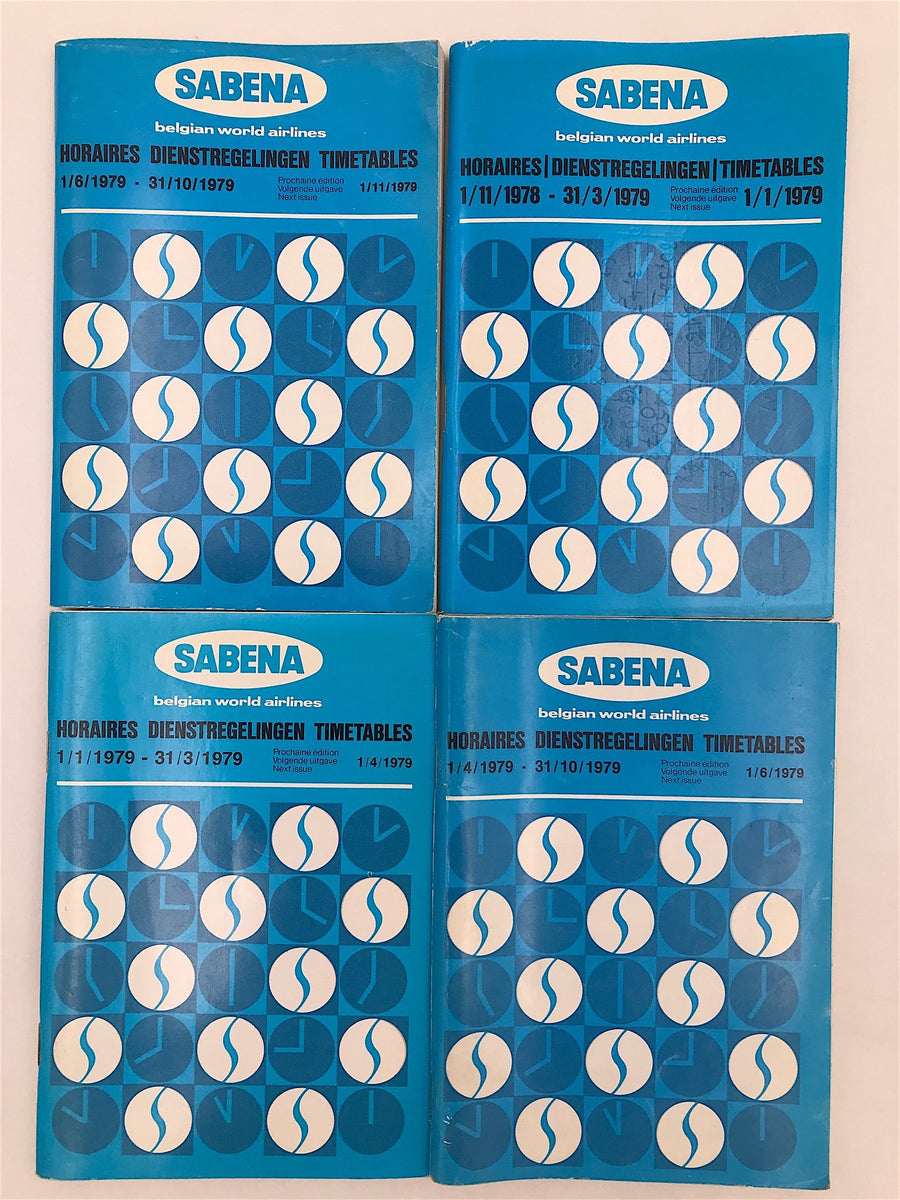 SABENA
belgian world airlines
HORAIRES DIENSTREGELINGEN TIMETABLES
1/6/1979 - 31/10/1979
Prochaine édition
Volgende uitgave
Next issue
1/11/1979
SABENA
belgian world airlines
HORAIRES|DIENSTREGELINGEN|TIMETABLES
1/11/1978 - 31/3/1979
Prochaine édition
Volgende uitgave
Next issue
1/1/1979
SABENA
belgian world airlines
HORAIRES DIENSTREGELINGEN TIMETABLES
1/1/1979 - 31/3/1979
Prochaine édition
Volgende uitgave
Next issue
1/4/1979
SABENA
belgian world airlines
HORAIRES DIENSTREGELINGEN TIMETABLES
1/4/1979 - 31/10/1979
Prochaine édition
Volgende uitgave
Next issue
1/6/1979